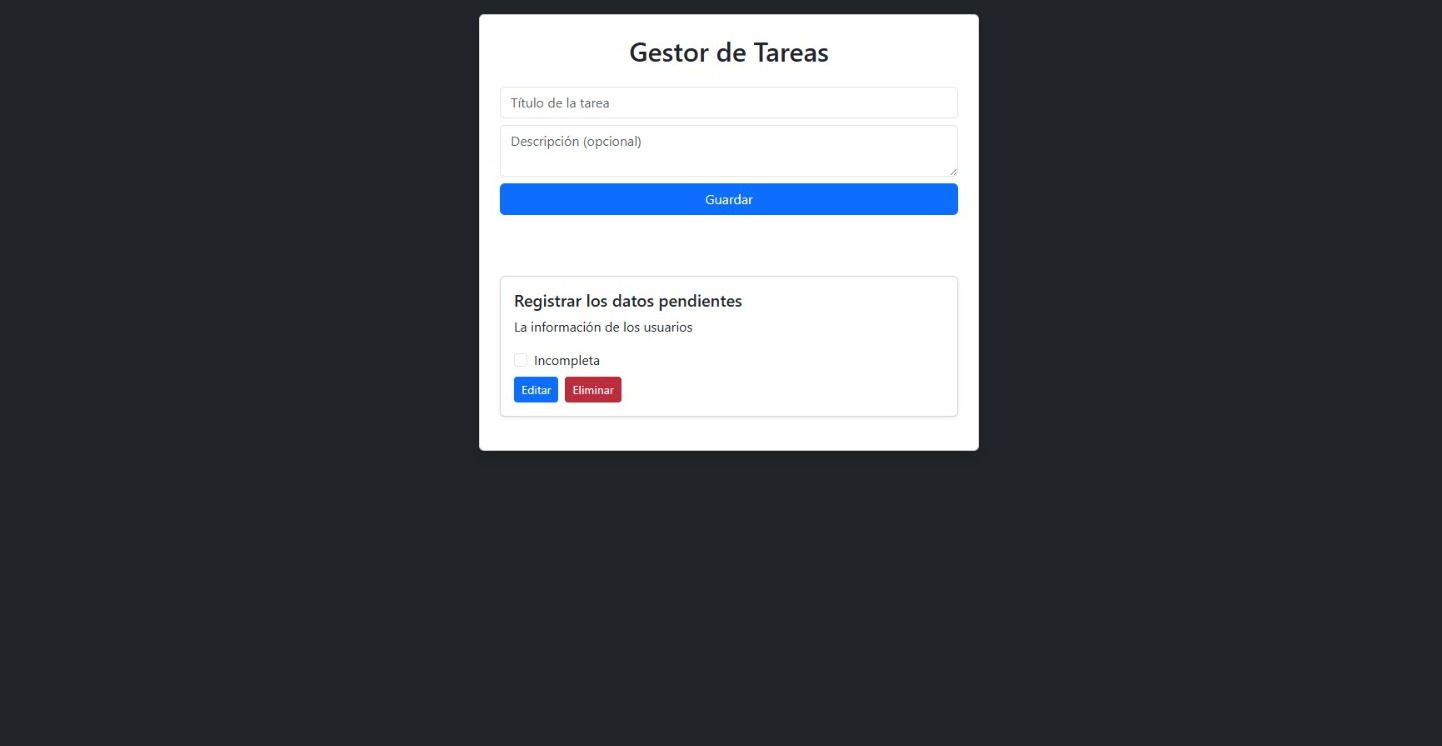 Gestor de Tareas
Título de la tarea
Descripción (opcional)
Guardar
Registrar los datos pendientes
La información de los usuarios
Incompleta
Editar Eliminar